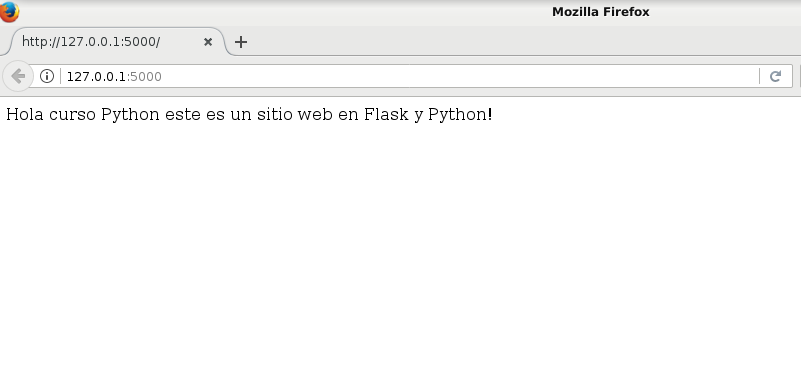 Mozilla Firefox
http://127.0.0.1:5000/
127.0.0.1:5000
Hola curso Python este es un sitio web en Flask y Python!